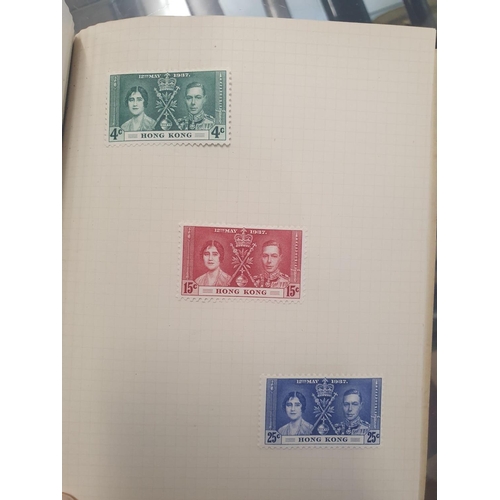 12TH MAY 1937.
4c HONG KONG 4c
12TH MAY 1937.
15c HONG KONG 15c
12TH MAY 1937.
25c HONG KONG 25c